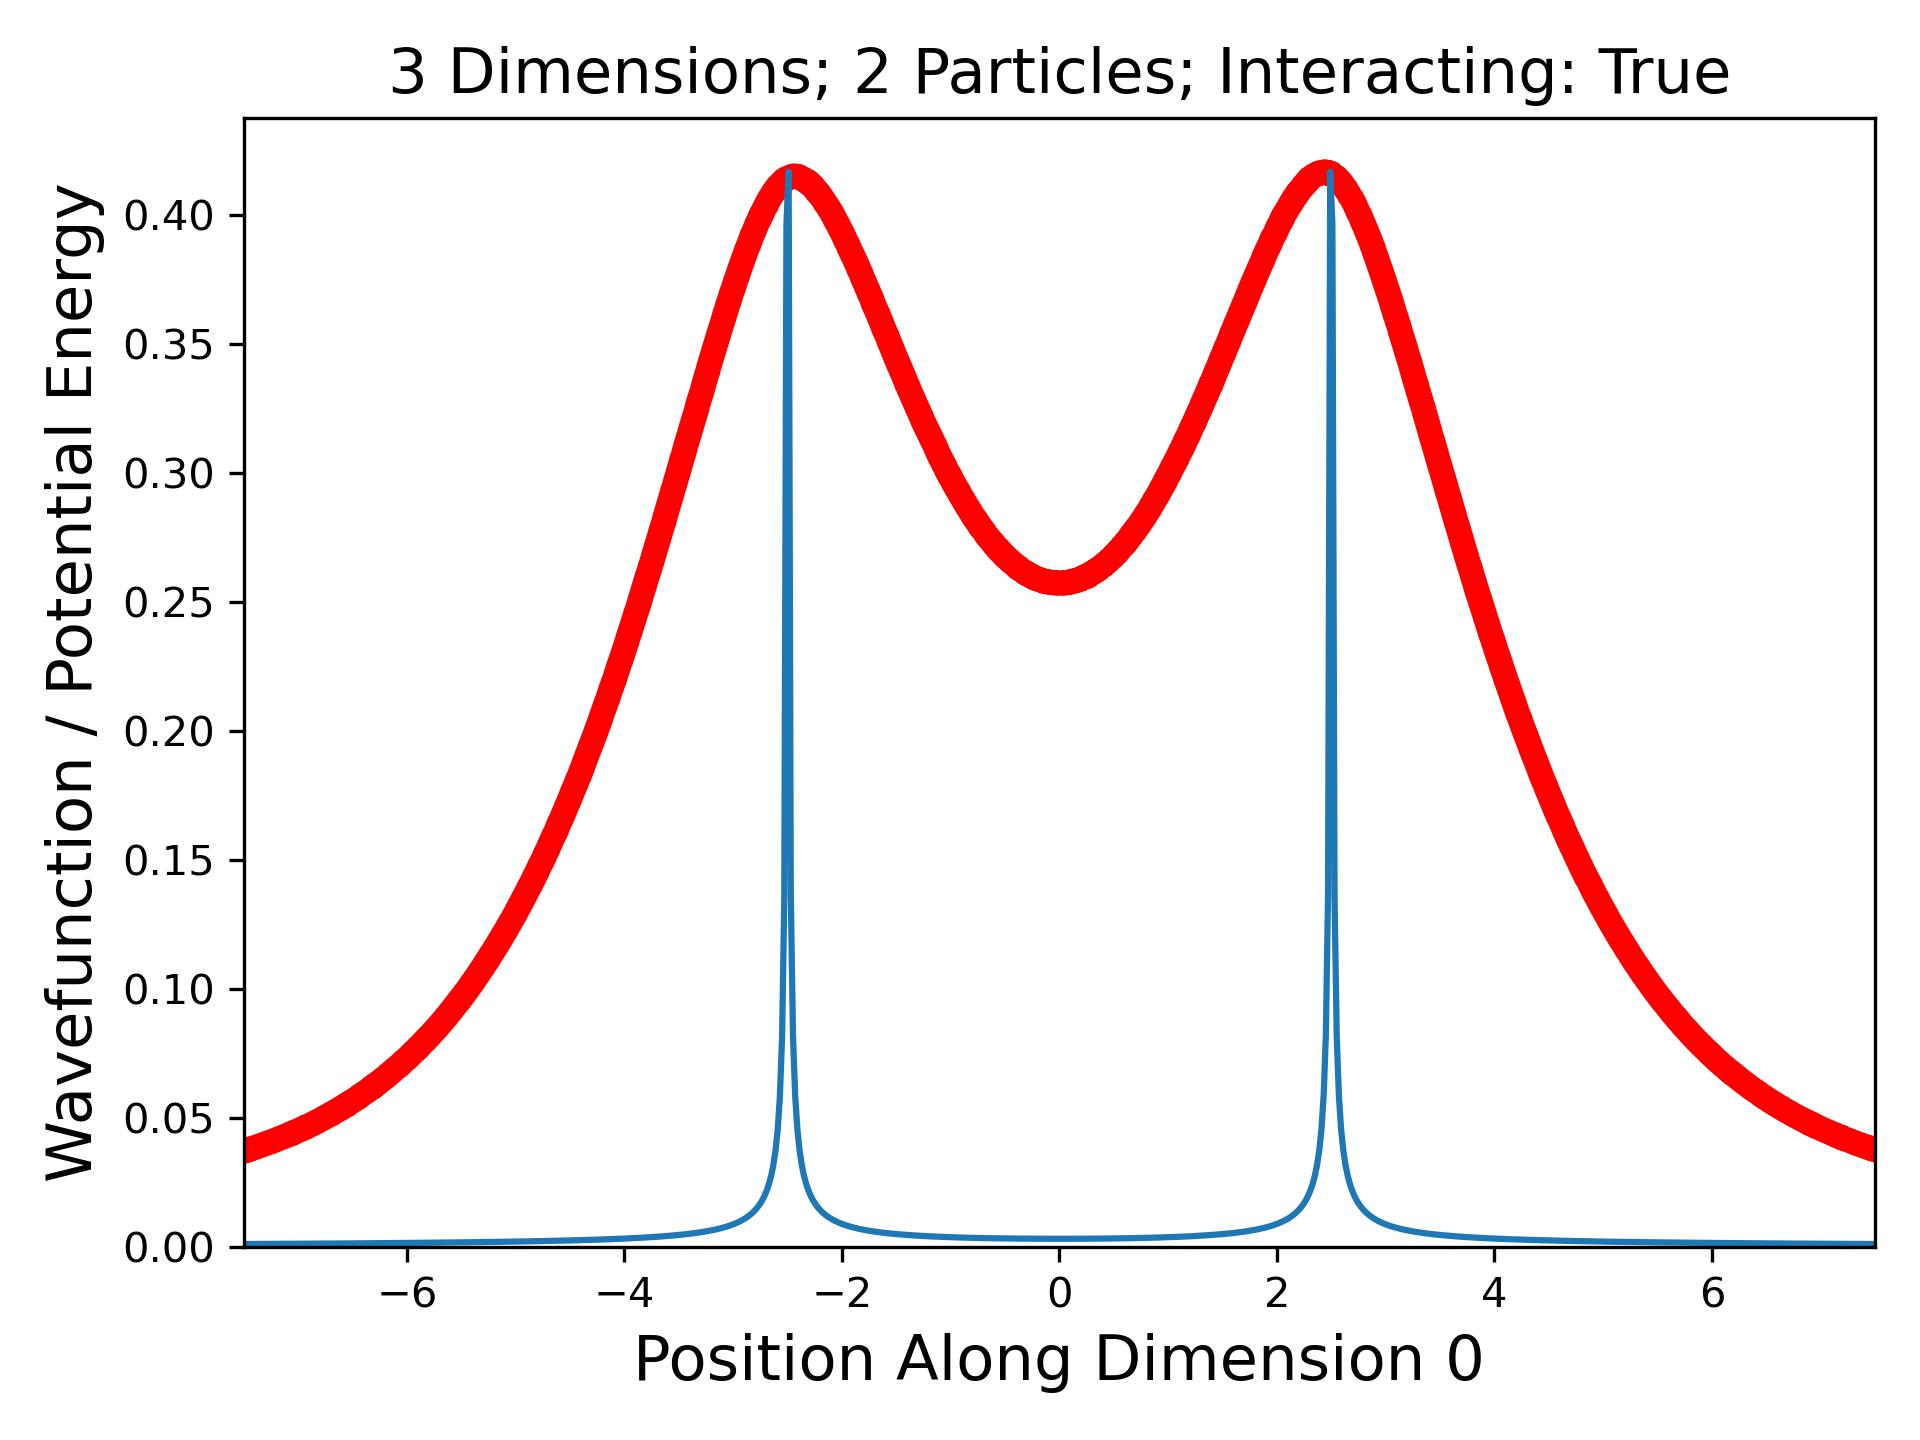 3 Dimensions; 2 Particles; Interacting: True
Wavefunction / Potential Energy
0.40
0.35
0.30
0.25
0.20
0.15
0.10
0.05
0.00
−6 −4 −2 0 2 4 6
Position Along Dimension 0